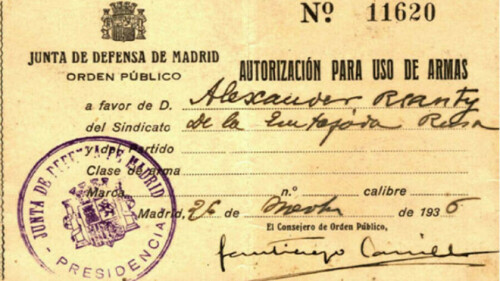 Nº 11620
JUNTA DE DEFENSA DE MADRID
ORDEN PÚBLICO
AUTORIZACIÓN PARA USO DE ARMAS
a favor de D. Alexander
del Sindicato De la Embajada Rusa
y del Partido
Clase de arma
Marca n.º calibre
Madrid, 26 de 1936
El Consejero de Orden Público,
Santiago Carrillo
JUNTA DE DEFENSA DE MADRID
- PRESIDENCIA -